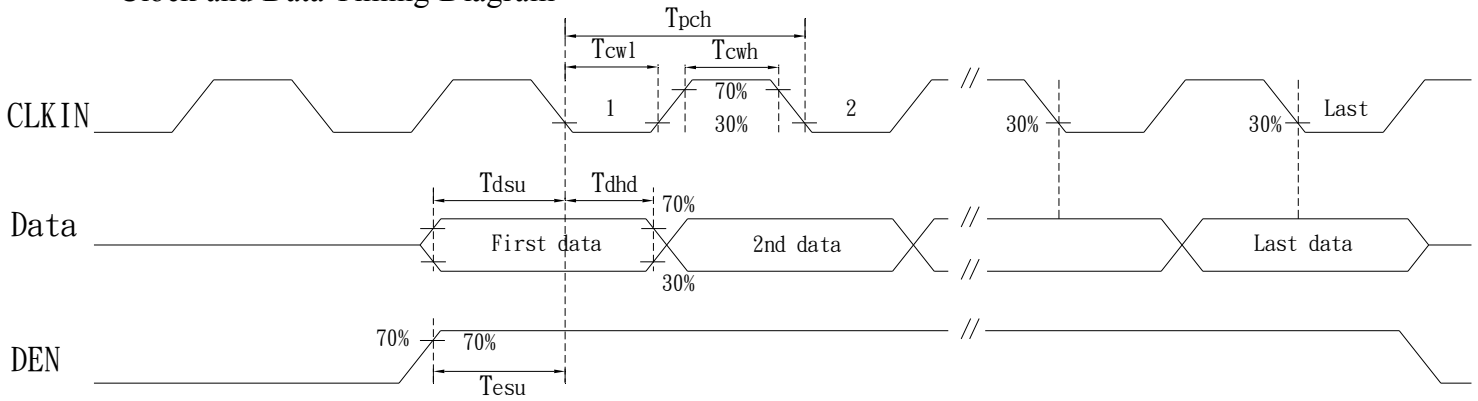 Clock and Data Timing Diagram
Tpch
Tcwl Tcwh
CLKIN 1 70% 30% 2 30% 30% Last
Tdsu Tdhd 70%
Data First data 2nd data Last data
30%
70% 70%
DEN
Tesu